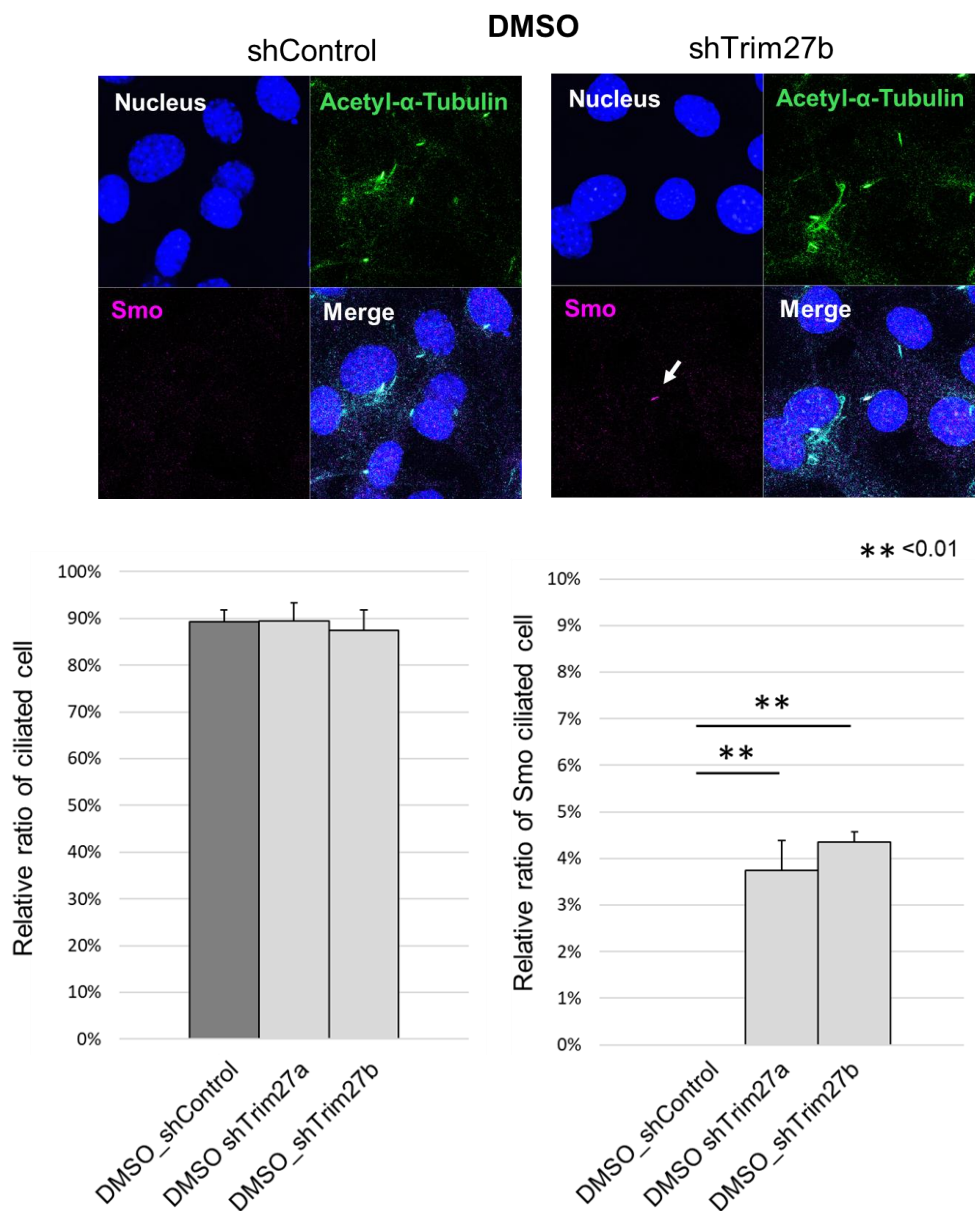 DMSO
shControl
shTrim27b
Nucleus
Acetyl-α-Tubulin
Smo
Merge
Nucleus
Acetyl-α-Tubulin
Smo
Merge
Relative ratio of ciliated cell
100%
90%
80%
70%
60%
50%
40%
30%
20%
10%
0%
DMSO_shControl
DMSO shTrim27a
DMSO_shTrim27b
** <0.01
Relative ratio of Smo ciliated cell
10%
9%
8%
7%
6%
5%
4%
3%
2%
1%
0%
**
**
DMSO_shControl
DMSO shTrim27a
DMSO_shTrim27b